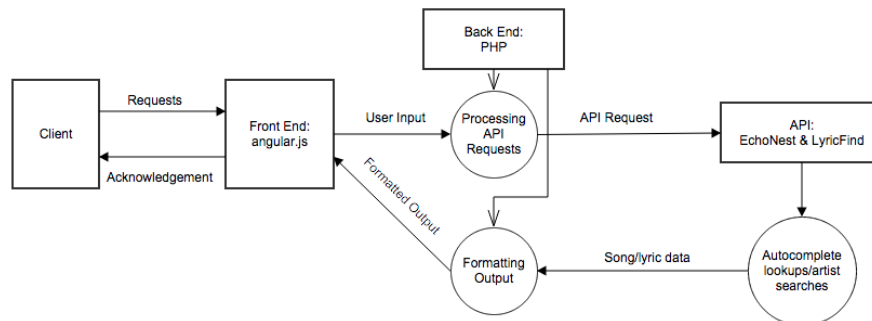 Back End:
PHP
Requests
Client
Acknowledgement
Front End:
angular.js
User Input
Processing
API
Requests
API Request
API:
EchoNest & LyricFind
Formatted Output
Formatting
Output
Song/lyric data
Autocomplete
lookups/artist
searches